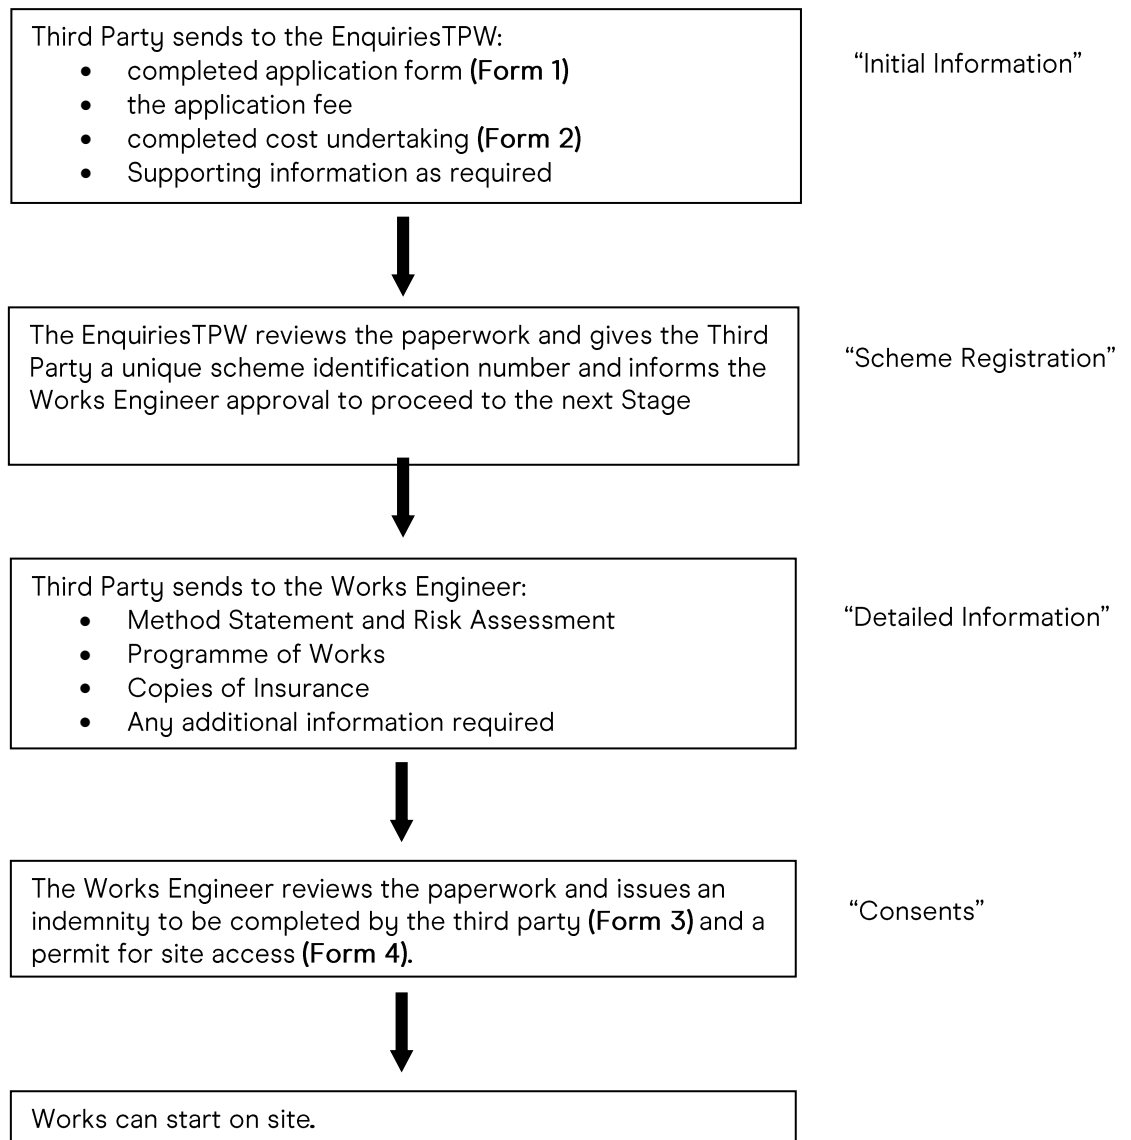 Third Party sends to the EnquiriesTPW:
• completed application form (Form 1)
• the application fee
• completed cost undertaking (Form 2)
• Supporting information as required
“Initial Information”
The EnquiriesTPW reviews the paperwork and gives the Third
Party a unique scheme identification number and informs the
Works Engineer approval to proceed to the next Stage
“Scheme Registration”
Third Party sends to the Works Engineer:
• Method Statement and Risk Assessment
• Programme of Works
• Copies of Insurance
• Any additional information required
“Detailed Information”
The Works Engineer reviews the paperwork and issues an
indemnity to be completed by the third party (Form 3) and a
permit for site access (Form 4).
“Consents”
Works can start on site.